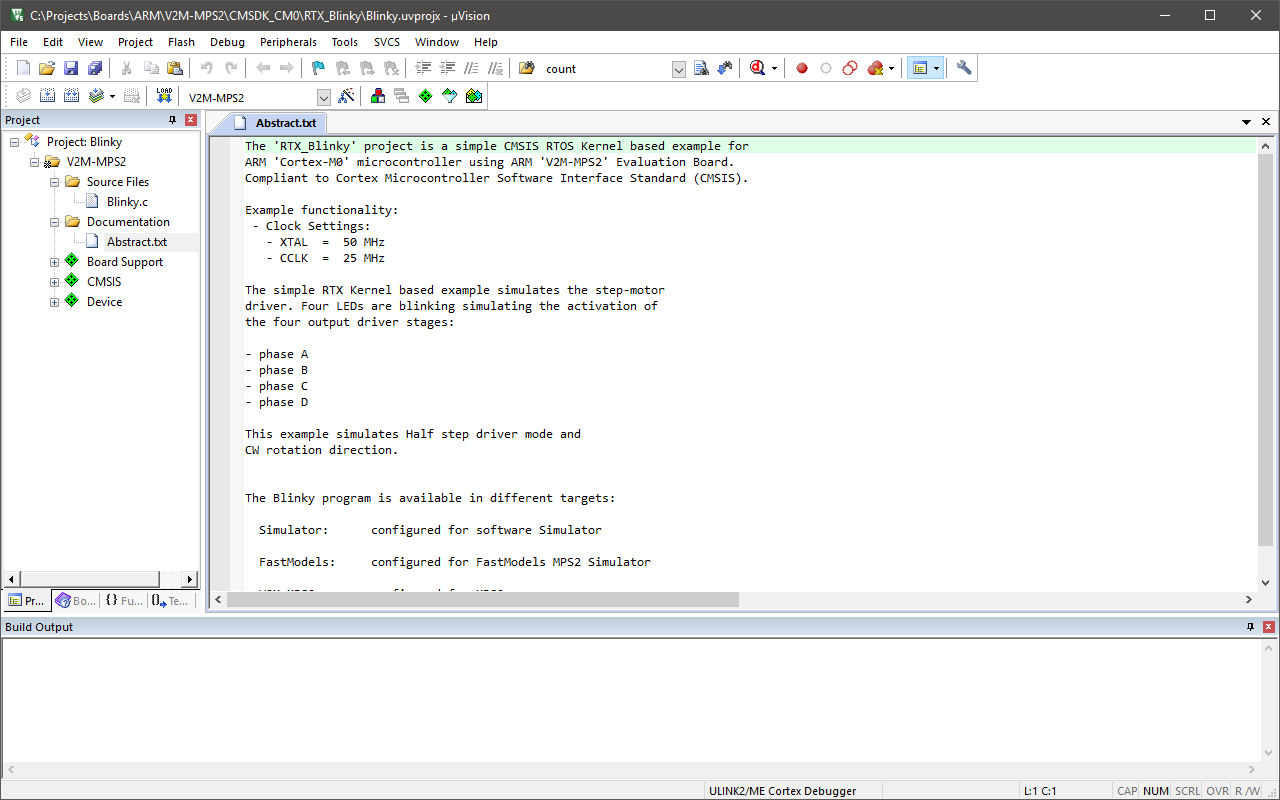 C:\Projects\Boards\ARM\V2M-MPS2\CMSDK_CM0\RTX_Blinky\Blinky.uvprojx - µVision
File Edit View Project Flash Debug Peripherals Tools SVCS Window Help
count
LOAD
V2M-MPS2
Project
Project: Blinky
V2M-MPS2
Source Files
Blinky.c
Documentation
Abstract.txt
Board Support
CMSIS
Device
Pr... Bo... {} Fu... Te...
Abstract.txt
The 'RTX_Blinky' project is a simple CMSIS RTOS Kernel based example for
ARM 'Cortex-M0' microcontroller using ARM 'V2M-MPS2' Evaluation Board.
Compliant to Cortex Microcontroller Software Interface Standard (CMSIS).
Example functionality:
- Clock Settings:
- XTAL = 50 MHz
- CCLK = 25 MHz
The simple RTX Kernel based example simulates the step-motor
driver. Four LEDs are blinking simulating the activation of
the four output driver stages:
- phase A
- phase B
- phase C
- phase D
This example simulates Half step driver mode and
CW rotation direction.
The Blinky program is available in different targets:
Simulator: configured for software Simulator
FastModels: configured for FastModels MPS2 Simulator
Build Output
ULINK2/ME Cortex Debugger
L:1 C:1
CAP NUM SCRL OVR R/W